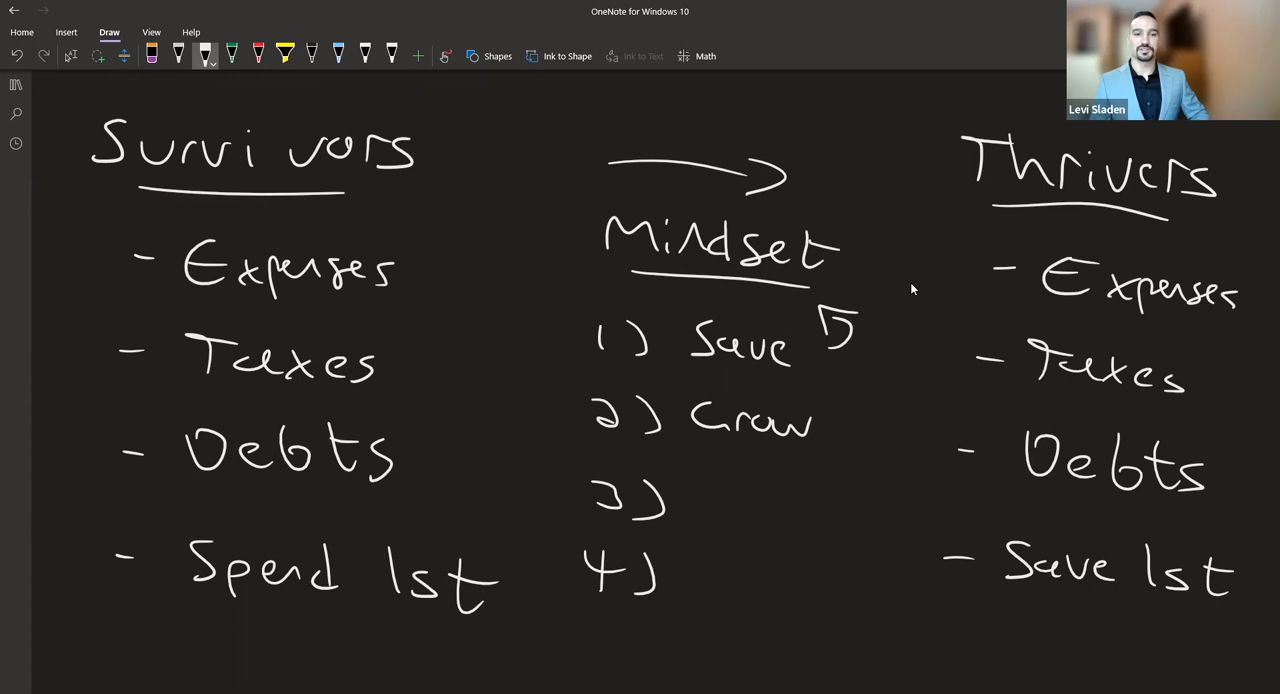 OneNote for Windows 10
Home Insert Draw View Help
Shapes Ink to Shape Ink to Text Math
Levi Sladen
Survivors
- Expenses
- Taxes
- Debts
- Spend 1st
Mindset
1) Save
2) Grow
3)
4)
Thrivers
- Expenses
- Taxes
- Debts
- Save 1st